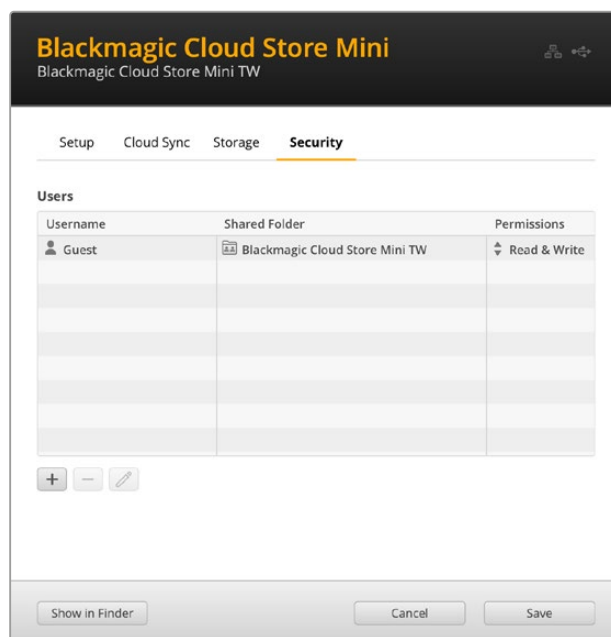 Blackmagic Cloud Store Mini
Blackmagic Cloud Store Mini TW
Setup Cloud Sync Storage Security
Users
Username Shared Folder Permissions
Guest Blackmagic Cloud Store Mini TW Read & Write
Show in Finder Cancel Save